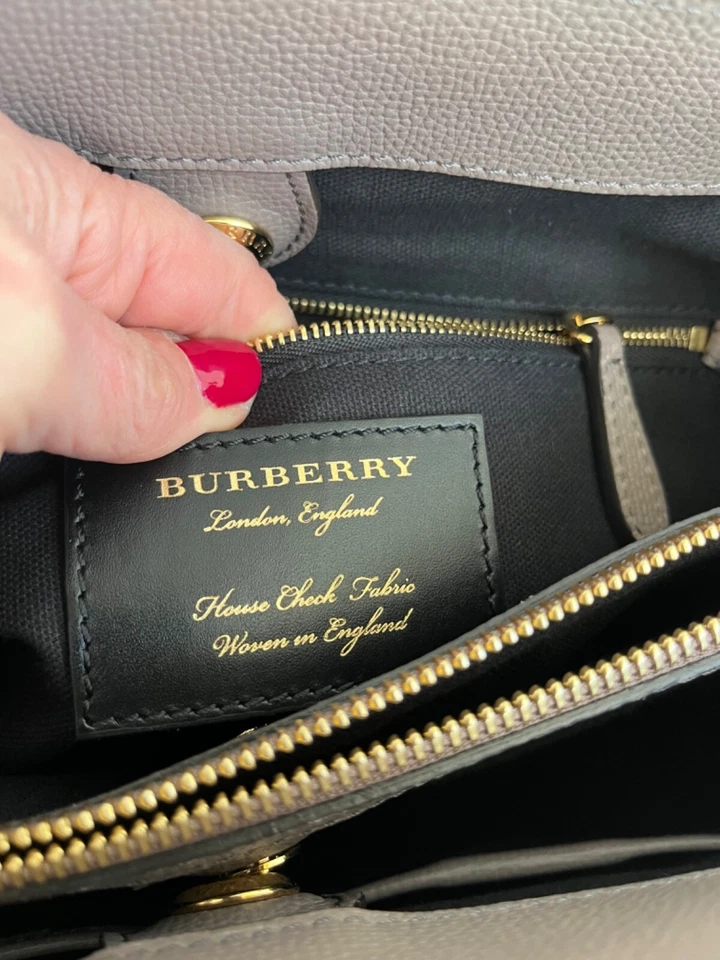 BURBERRY
London, England
House Check Fabric
Woven in England